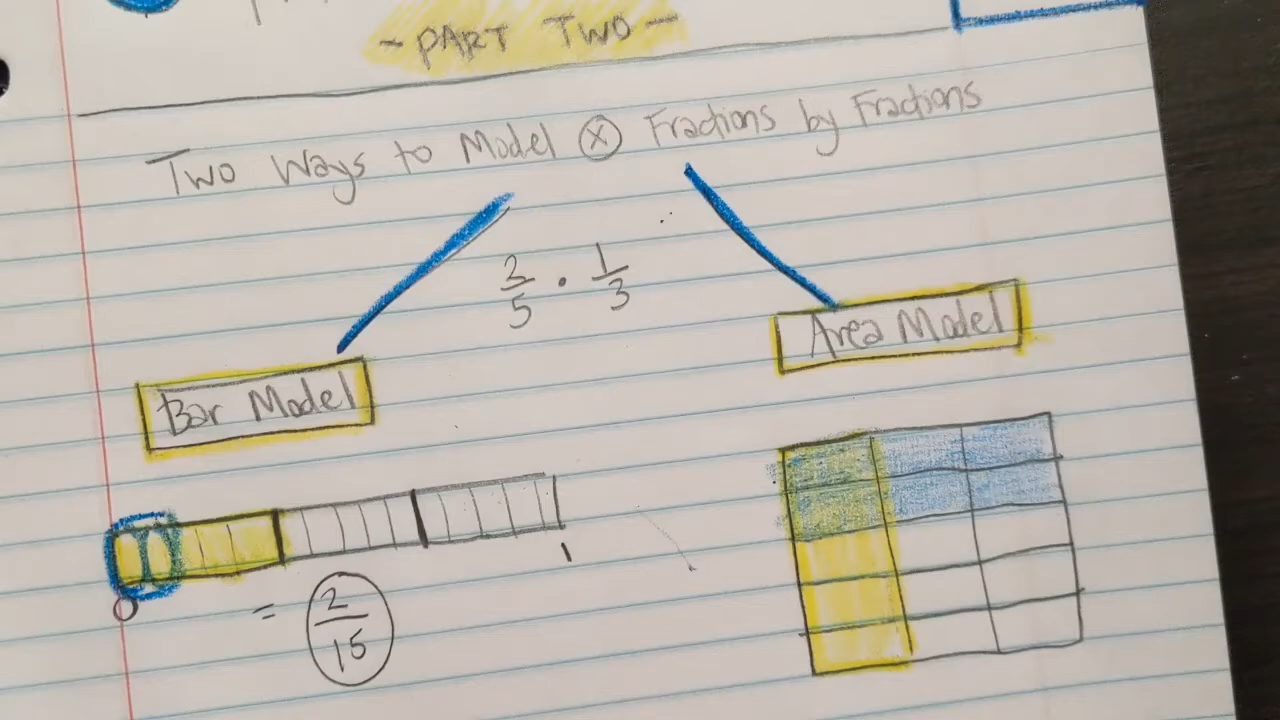 - PART TWO -
Two Ways to Model ⊗ Fractions by Fractions
2/5 · 1/3
Area Model
Bar Model
0
1
= 2/15